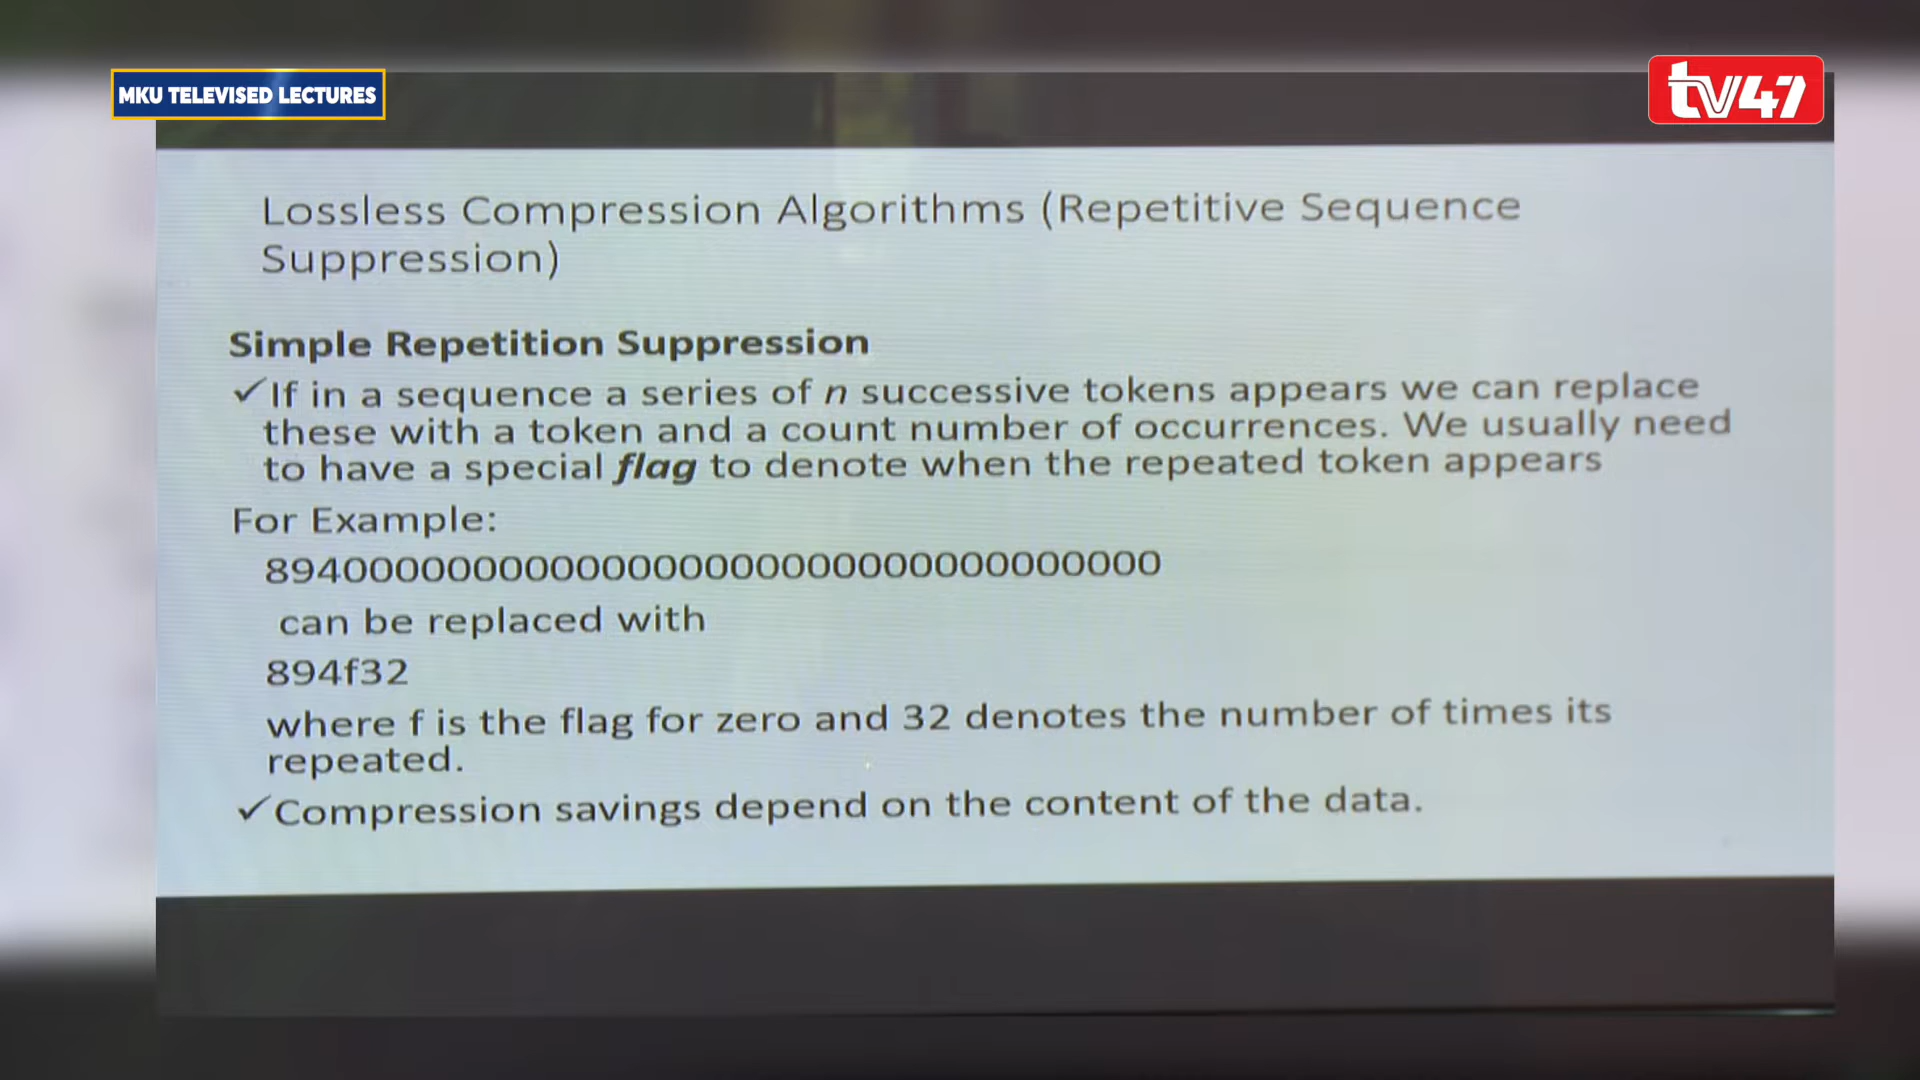 MKU TELEVISED LECTURES
tv47
Lossless Compression Algorithms (Repetitive Sequence
Suppression)
Simple Repetition Suppression
✓If in a sequence a series of n successive tokens appears we can replace
these with a token and a count number of occurrences. We usually need
to have a special flag to denote when the repeated token appears
For Example:
89400000000000000000000000000000000
can be replaced with
894f32
where f is the flag for zero and 32 denotes the number of times its
repeated.
✓Compression savings depend on the content of the data.